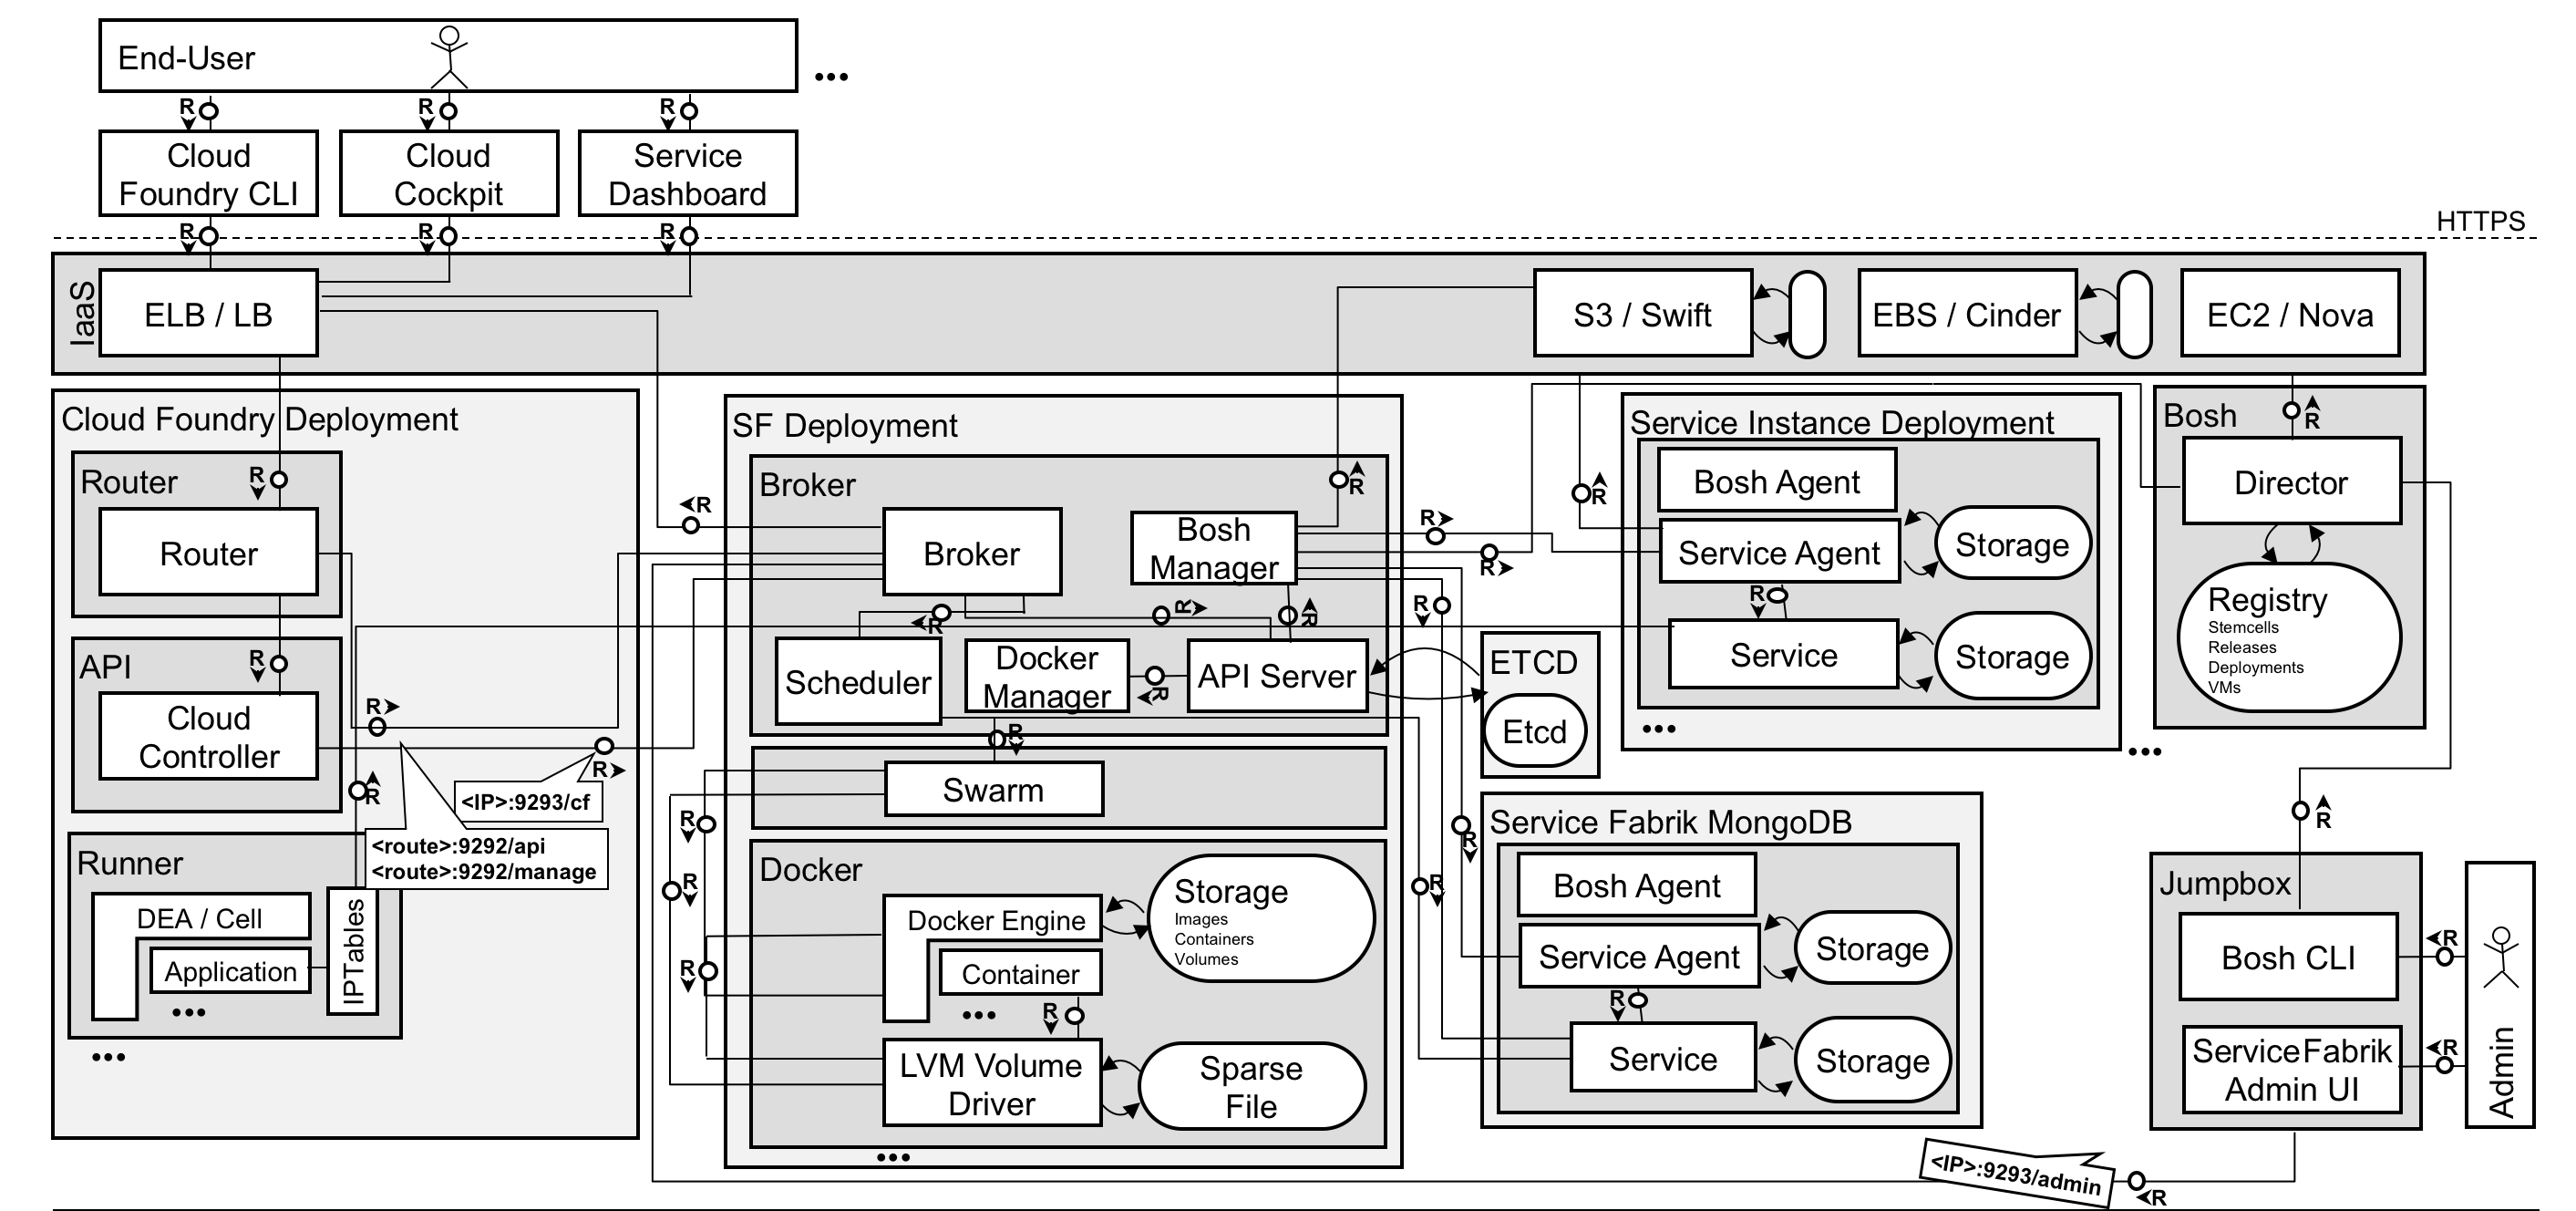 End-User
...
R
R
R
Cloud
Foundry CLI
Cloud
Cockpit
Service
Dashboard
R
R
R
HTTPS
IaaS
ELB / LB
S3 / Swift
EBS / Cinder
EC2 / Nova
Cloud Foundry Deployment
Router
R
Router
API
R
Cloud
Controller
R
R
R
<IP>:9293/cf
<route>:9292/api
<route>:9292/manage
Runner
DEA / Cell
Application
...
IPTables
...
SF Deployment
Broker
R
Broker
Bosh
Manager
R
R
R
R
R
R
R
Scheduler
Docker
Manager
R
API Server
R
Swarm
R
R
R
Docker
Docker Engine
Container
...
R
LVM Volume
Driver
Storage
Images
Containers
Volumes
Sparse
File
...
ETCD
Etcd
Service Instance Deployment
R
Bosh Agent
Service Agent
Storage
R
Service
Storage
...
...
Service Fabrik MongoDB
R
R
Bosh Agent
Service Agent
Storage
R
Service
Storage
Bosh
R
Director
Registry
Stemcells
Releases
Deployments
VMs
R
Jumpbox
Bosh CLI
R
ServiceFabrik
Admin UI
R
Admin
<IP>:9293/admin
R